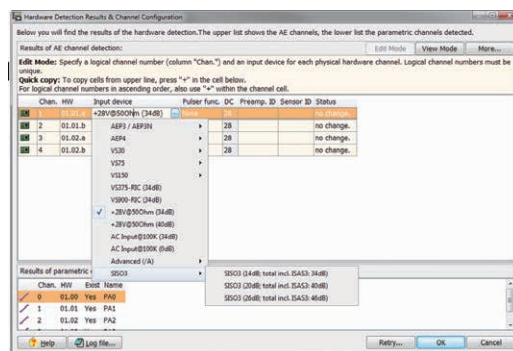 Hardware Detection Results & Channel Configuration
Below you will find the results of the hardware detection.The upper list shows the AE channels, the lower list the parametric channels detected.
Results of AE channel detection: Edit Mode View Mode More...
Edit Mode: Specify a logical channel number (column "Chan.") and an input device for each physical hardware channel. Logical channel numbers must be
unique.
Quick copy: To copy cells from upper line, press "+" in the cell below.
For logical channel numbers in ascending order, also use "+" within the channel cell.
Chan. HW Input device Pulser func. DC Preamp. ID Sensor ID Status
1 01.01.a +28V@50Ohm (34dB) ... None 28 no change.
2 01.01.b 28 no change.
3 01.02.a 28 no change.
4 01.02.b 28 no change.
AEP3 / AEP3N
AEP4
VS30
VS75
VS150
VS375-RIC (34dB)
VS900-RIC (34dB)
+28V@50Ohm (34dB)
+28V@50Ohm (40dB)
AC Input@100K (34dB)
AC Input@100K (0dB)
Advanced (/A)
SISO3
SISO3 (14dB; total incl. ISAS3: 34dB)
SISO3 (20dB; total incl. ISAS3: 40dB)
SISO3 (26dB; total incl. ISAS3: 46dB)
Results of parametric
Chan. HW Exist Name
0 01.00 Yes PA0
1 01.01 Yes PA1
2 01.02 Yes PA2
Help Log file... Retry... OK Cancel